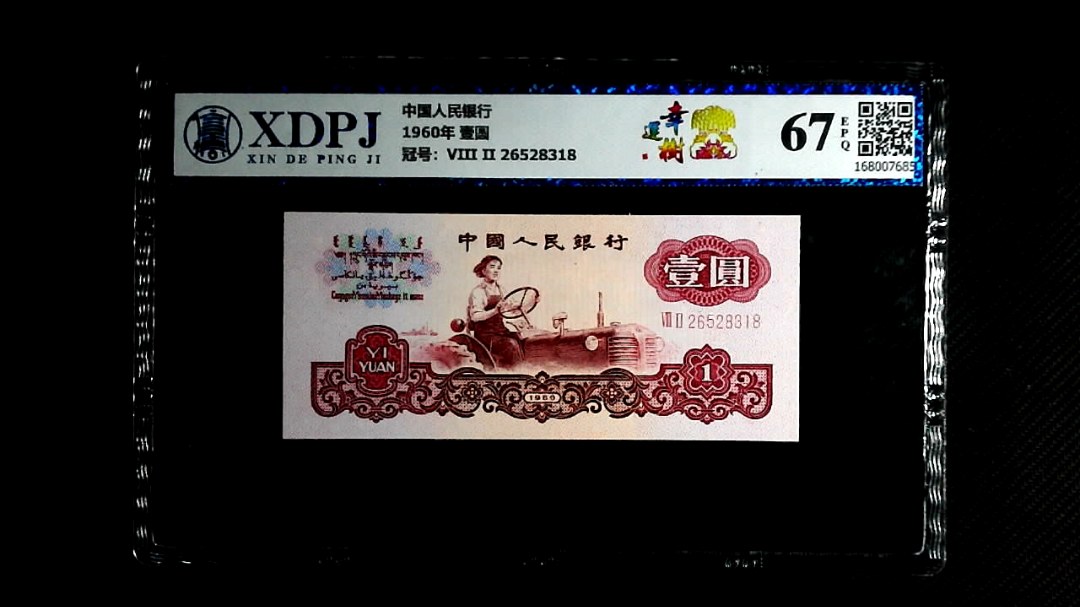 XDPJ
XIN DE PING JI
中国人民银行
1960年 壹圆
冠号：VIII II 26528318
幸运树
67
EPQ
168007685
中國人民銀行
壹圓
VIII II 26528318
YI
YUAN
1960
1